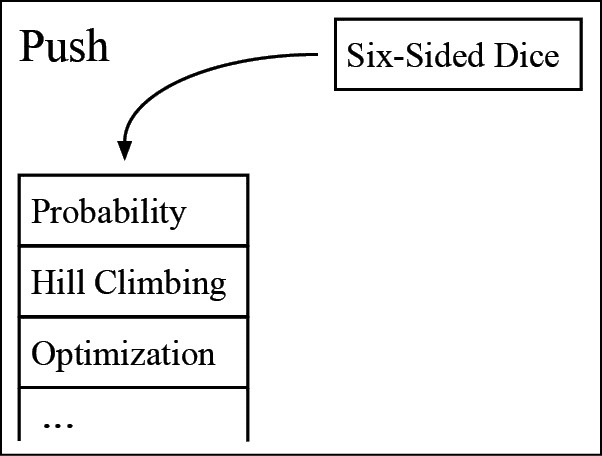 Push
Six-Sided Dice
Probability
Hill Climbing
Optimization
...